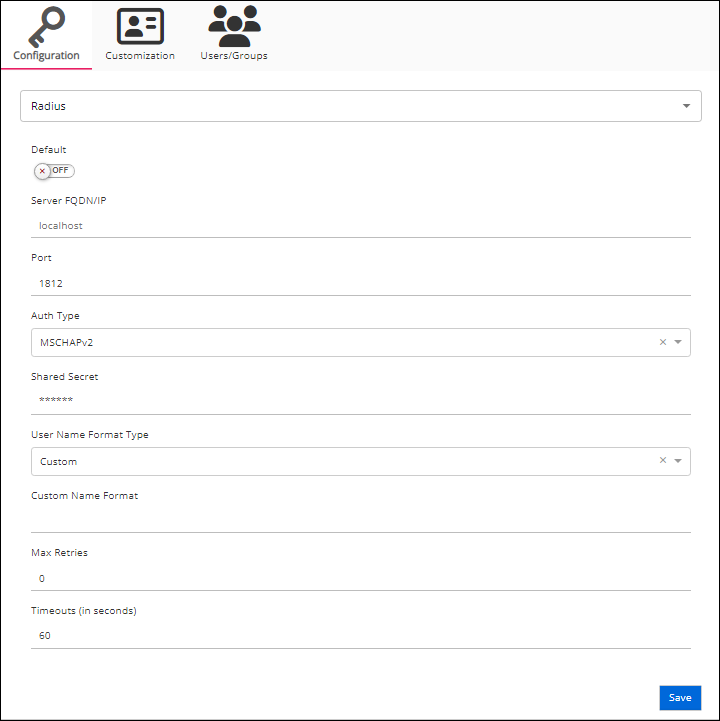 Configuration
Customization
Users/Groups
Radius
Default
OFF
Server FQDN/IP
localhost
Port
1812
Auth Type
MSCHAPv2
Shared Secret
******
User Name Format Type
Custom
Custom Name Format
Max Retries
0
Timeouts (in seconds)
60
Save